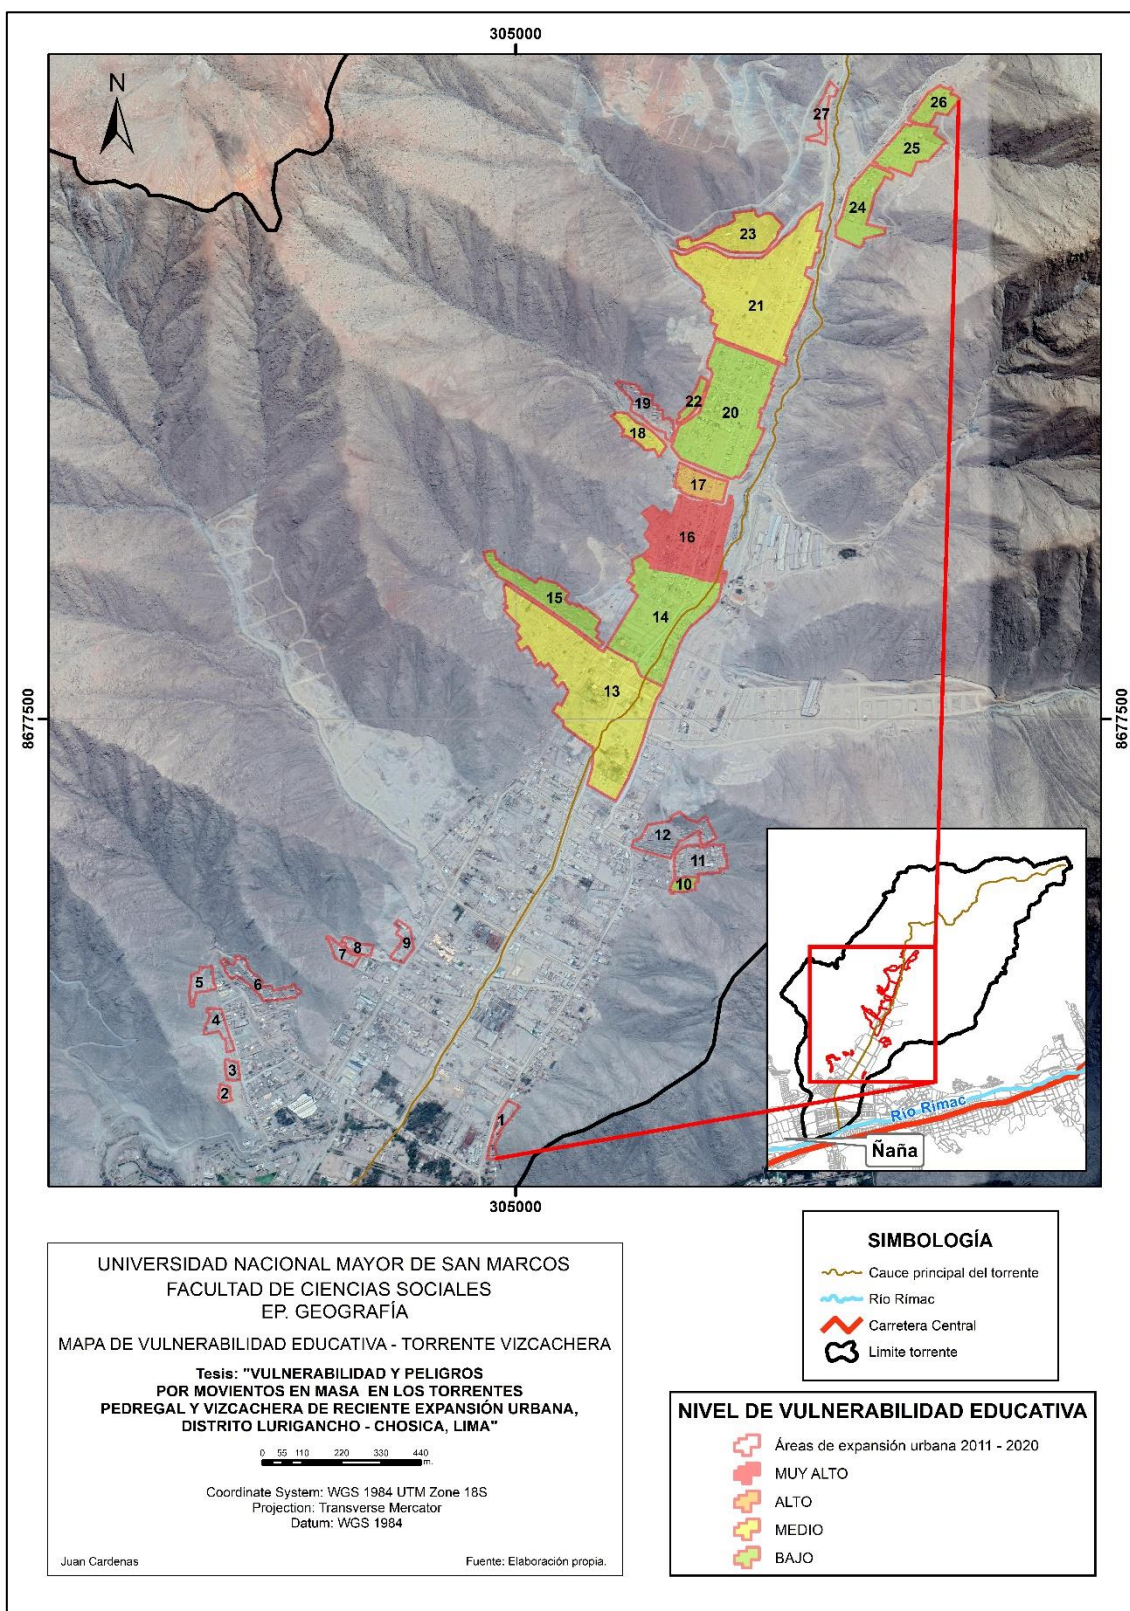 305000
N
27
26
25
24
23
21
22
20
19
18
17
16
15
14
13
8677500
8677500
12
11
10
9
8
7
6
5
4
3
2
1
Río Rímac
Ñaña
305000
UNIVERSIDAD NACIONAL MAYOR DE SAN MARCOS
FACULTAD DE CIENCIAS SOCIALES
EP. GEOGRAFÍA
MAPA DE VULNERABILIDAD EDUCATIVA - TORRENTE VIZCACHERA
Tesis: "VULNERABILIDAD Y PELIGROS
POR MOVIENTOS EN MASA EN LOS TORRENTES
PEDREGAL Y VIZCACHERA DE RECIENTE EXPANSIÓN URBANA,
DISTRITO LURIGANCHO - CHOSICA, LIMA"
0 55 110 220 330 440
m.
Coordinate System: WGS 1984 UTM Zone 18S
Projection: Transverse Mercator
Datum: WGS 1984
Juan Cardenas
Fuente: Elaboración propia.
SIMBOLOGÍA
Cauce principal del torrente
Río Rímac
Carretera Central
Limite torrente
NIVEL DE VULNERABILIDAD EDUCATIVA
Áreas de expansión urbana 2011 - 2020
MUY ALTO
ALTO
MEDIO
BAJO